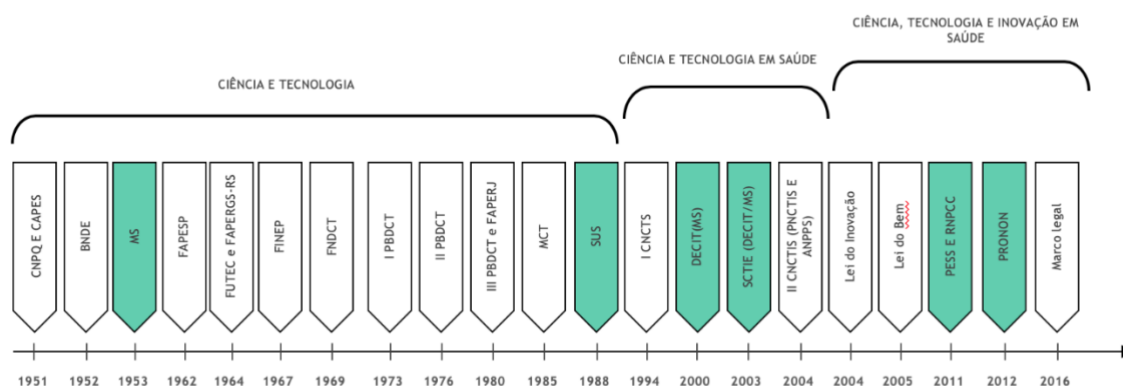 CIÊNCIA, TECNOLOGIA E INOVAÇÃO EM
SAÚDE
CIÊNCIA E TECNOLOGIA EM SAÚDE
CIÊNCIA E TECNOLOGIA
CNPQ E CAPES
BNDE
MS
FAPESP
FUTEC e FAPERGS-RS
FINEP
FNDCT
I PBDCT
II PBDCT
III PBDCT e FAPERJ
MCT
SUS
I CNCTS
DECIT(MS)
SCTIE (DECIT/MS)
II CNCTIS (PNCTIS E
ANPPS)
Lei do Inovação
Lei do Bem
PESS E RNPCC
PRONON
Marco legal
1951 1952 1953 1962 1964 1967 1969 1973 1976 1980 1985 1988 1994 2000 2003 2004 2004 2005 2011 2012 2016